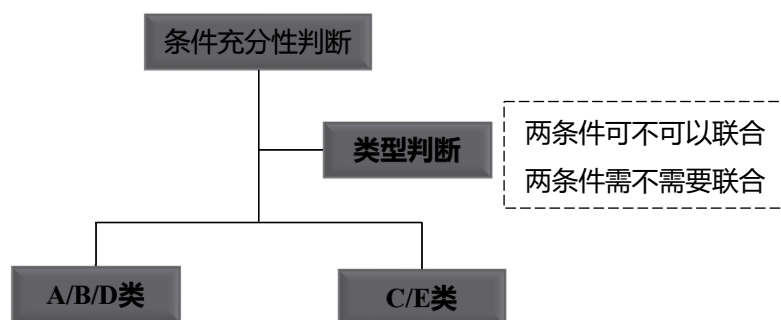 条件充分性判断
类型判断
两条件可不可以联合
两条件需不需要联合
A/B/D类
C/E类